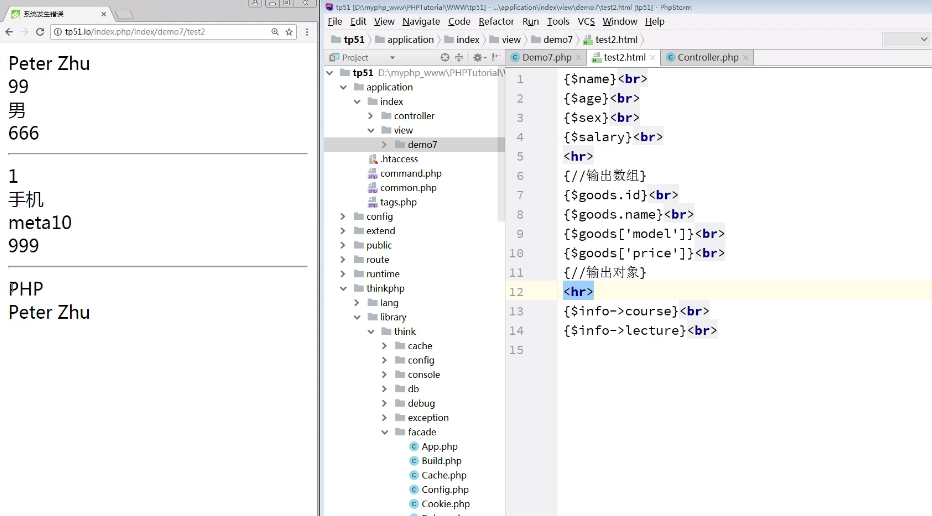 系统发生错误
tp51.io/index.php/index/demo7/test2
Peter Zhu
99
男
666
1
手机
meta10
999
PHP
Peter Zhu
tp51 [D:\myphp_www\PHPTutorial\WWW\tp51] - ...\application\index\view\demo7\test2.html [tp51] - PhpStorm
File Edit View Navigate Code Refactor Run Tools VCS Window Help
tp51 application index view demo7 test2.html
Project
Demo7.php test2.html Controller.php
tp51 D:\myphp_www\PHPTutorial\
application
index
controller
view
demo7
.htaccess
command.php
common.php
tags.php
config
extend
public
route
runtime
thinkphp
lang
library
think
cache
config
console
db
debug
exception
facade
App.php
Build.php
Cache.php
Config.php
Cookie.php
1 {$name}<br>
2 {$age}<br>
3 {$sex}<br>
4 {$salary}<br>
5 <hr>
6 {//输出数组}
7 {$goods.id}<br>
8 {$goods.name}<br>
9 {$goods['model']}<br>
10 {$goods['price']}<br>
11 {//输出对象}
12 <hr>
13 {$info->course}<br>
14 {$info->lecture}<br>
15